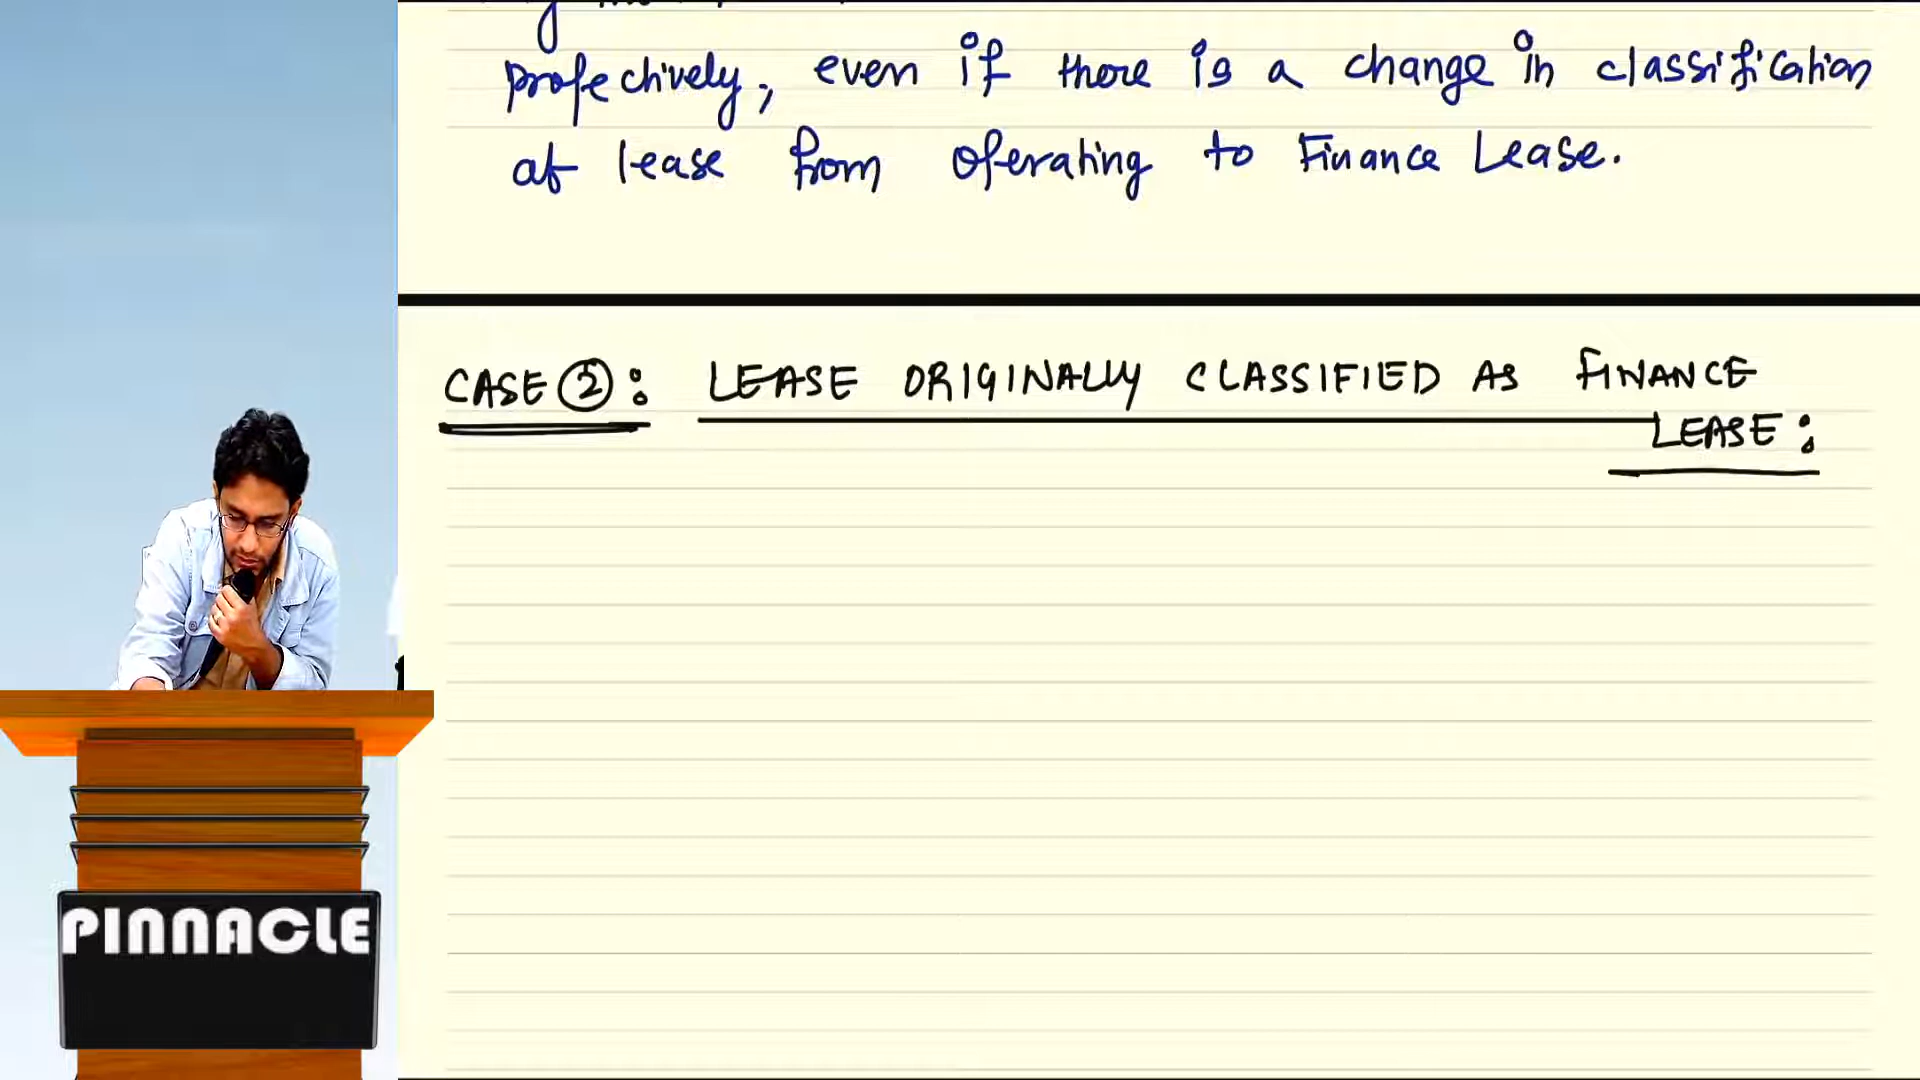 profectively, even if there is a change in classification
of lease from operating to Finance Lease.
CASE ②: LEASE ORIGINALLY CLASSIFIED AS FINANCE
LEASE:
PINNACLE